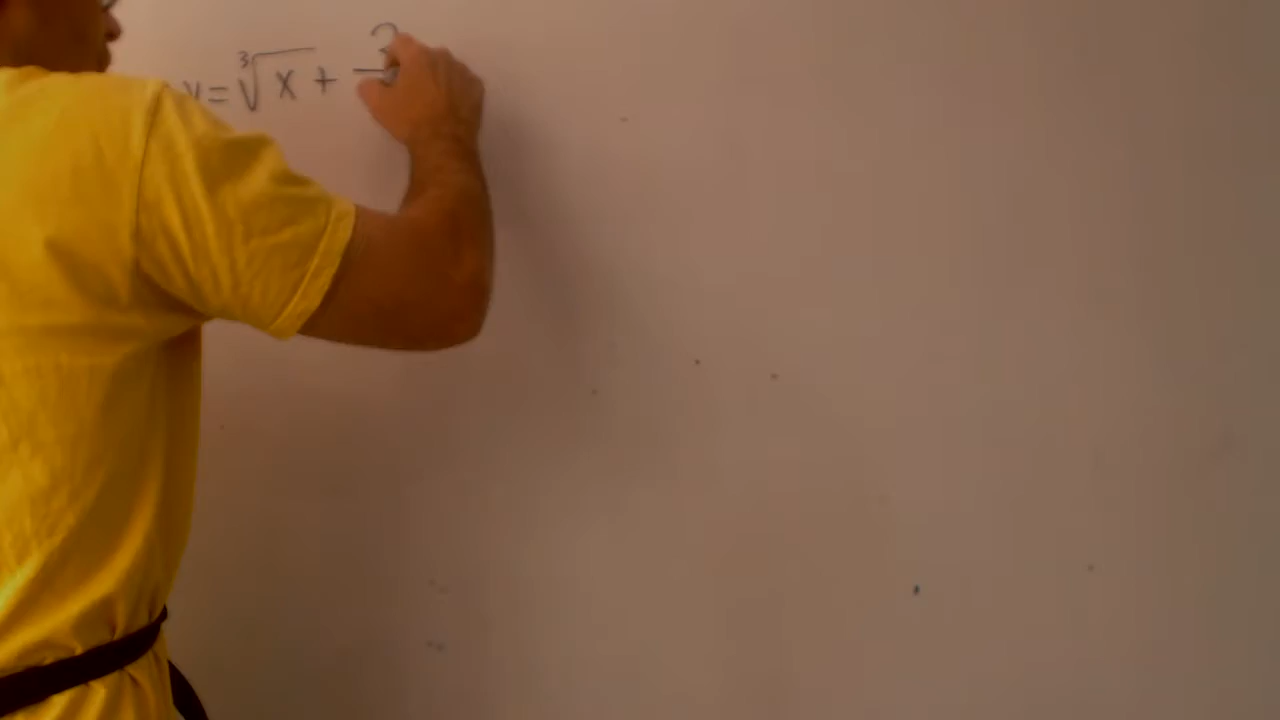 y = ∛x +